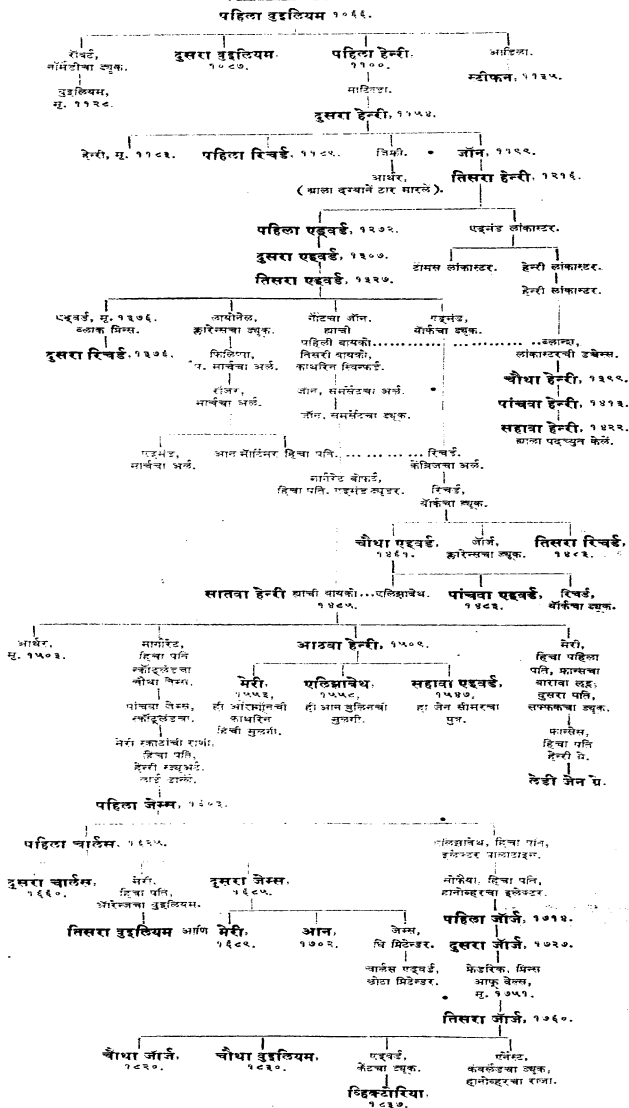 पहिला वुइलियम १०६६.
रॉबर्ट,
नॉर्मंडीचा ड्यूक.
वुइलियम,
मृ. ११२८.
दुसरा वुइलियम,
१०८७.
पहिला हेन्री,
११००.
माटिल्डा.
आडिला.
स्टीफन, ११३५.
दुसरा हेन्री, ११५४.
हेन्री, मृ. ११८३.
पहिला रिचर्ड, ११८९.
जिफ्री.
जॉन, ११९९.
आर्थर,
(ह्याला दग्यानें ठार मारले).
तिसरा हेन्री, १२१६.
पहिला एड्वर्ड, १२७२.
एड्मंड लांकास्टर.
दुसरा एड्वर्ड, १३०७.
टॉमस लांकास्टर.
हेन्री लांकास्टर.
तिसरा एड्वर्ड, १३२७.
हेन्री लांकास्टर.
एड्वर्ड, मृ. १३७६.
ब्लाक प्रिन्स.
लायोनेल,
क्लारेन्सचा ड्यूक.
गाँटचा जॉन,
ह्याची
पहिली बायको
तिसरी बायको,
काथरिन स्विन्फर्ड.
एड्मंड,
यॉर्कचा ड्यूक.
ब्लान्श,
लांकास्टरची डचेन्स.
दुसरा रिचर्ड, १३७६.
फिलिप्पा,
प. मार्चचा अर्ल.
चौथा हेन्री, १३९९.
रॉजर,
मार्चचा अर्ल.
जॉन, समर्सेटचा अर्ल.
पांचवा हेन्री, १४१३.
जॉन, समर्सेटचा ड्यूक.
सहावा हेन्री, १४२२.
ह्याला पदच्युत केलें.
एड्मंड,
मार्चचा अर्ल.
आन मॉर्टिमर हिचा पति. ... ... ... ... रिचर्ड.
केंब्रिजचा अर्ल.
मार्गारेट बोफर्ट,
हिचा पति. एड्मंड ट्युडर.
रिचर्ड,
यॉर्कचा ड्यूक.
चौथा एड्वर्ड,
१४६१.
जॉर्ज,
क्लारेन्सचा ड्यूक.
तिसरा रिचर्ड,
१४८३.
सातवा हेन्री ह्याची बायको...एलिझाबेथ.
१४८५.
पांचवा एड्वर्ड,
१४८३.
रिचर्ड,
यॉर्कचा ड्यूक.
आर्थर,
मृ. १५०३.
मार्गारेट,
हिचा पति
स्कॉट्लंडचा
चौथा जेम्स.
आठवा हेन्री, १५०९.
मेरी,
हिचा पहिला
पति, फ्रान्सचा
बारावा लुइ;
दुसरा पति,
सफ्फकचा ड्यूक.
पांचवा जेम्स,
स्कॉट्लंडचा.
मेरी,
१५५३,
ही आरागॉनची
काथरिन
हिची मुलगी.
एलिझाबेथ,
१५५८,
ही आन बुलिनची
मुलगी.
सहावा एड्वर्ड,
१५४७,
हा जेन सीमरचा
पुत्र.
मेरी स्काटांची राणी.
हिचा पति,
हेन्री स्टुअर्ट.
लार्ड डार्न्ले.
फ्रान्सेस,
हिचा पति
हेन्री ग्रे.
लेडी जेन ग्रे.
पहिला जेम्स, १६०३.
पहिला चार्लस, १६२५.
एलिझाबेथ, हिचा पति,
इलेक्टर पालाटाइन.
दुसरा चार्लस,
१६६०.
मेरी,
हिचा पति,
ऑरेन्जचा वुइलियम.
दुसरा जेम्स,
१६८५.
सोफैया, हिचा पति,
हानोव्हरचा इलेक्टर.
तिसरा वुइलियम आणि मेरी,
१६८९.
आन,
१७०२.
जेम्स,
धि प्रिटेन्डर.
पहिला जॉर्ज, १७१४.
दुसरा जॉर्ज, १७२७.
चार्लस एड्वर्ड,
छोटा प्रिटेन्डर.
फ्रेडरिक, प्रिन्स
आफ् वेल्स,
मृ. १७५१.
तिसरा जॉर्ज, १७६०.
चौथा जॉर्ज,
१८२०.
चौथा वुइलियम,
१८३०.
एड्वर्ड,
केंटचा ड्यूक.
एर्नेस्ट,
कंबर्लंडचा ड्यूक,
हानोव्हरचा राजा.
व्हिक्टोरिया,
१८३७.